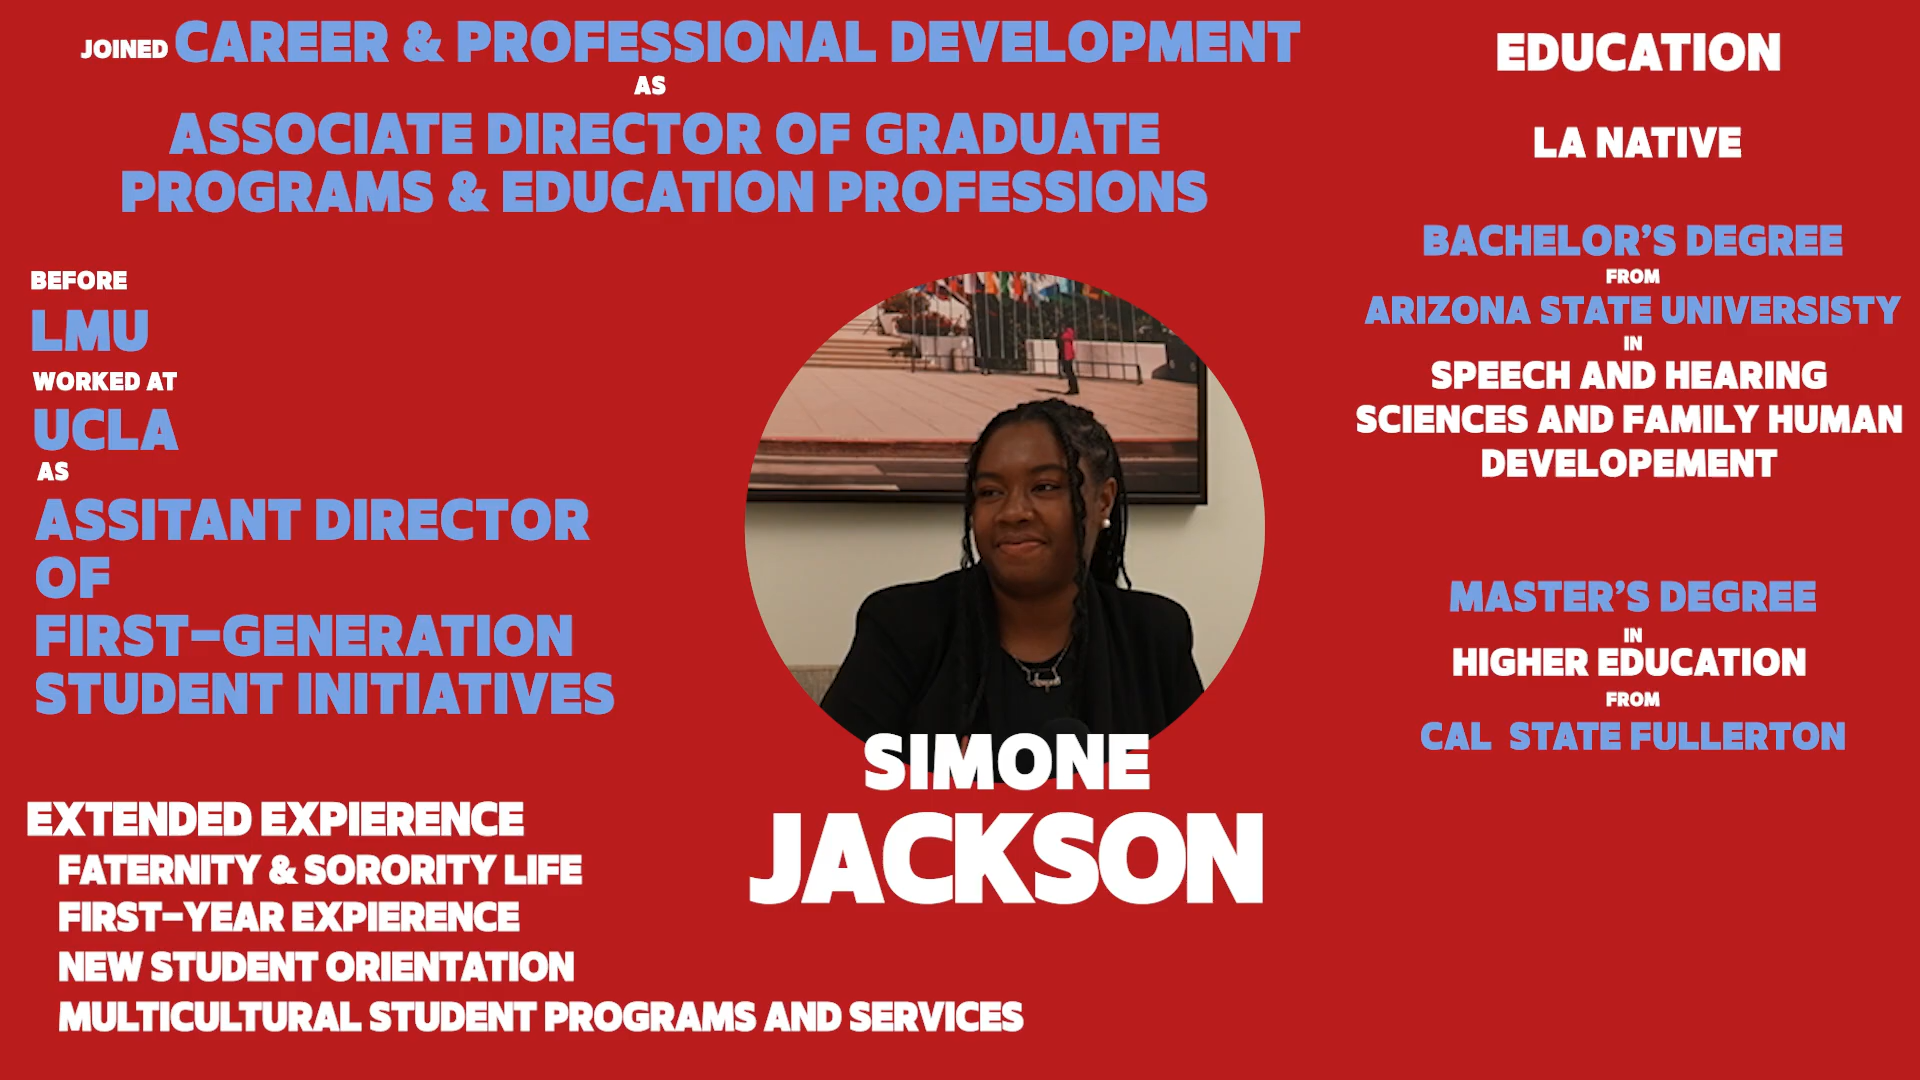 JOINED CAREER & PROFESSIONAL DEVELOPMENT
AS
ASSOCIATE DIRECTOR OF GRADUATE
PROGRAMS & EDUCATION PROFESSIONS
BEFORE
LMU
WORKED AT
UCLA
AS
ASSITANT DIRECTOR
OF
FIRST-GENERATION
STUDENT INITIATIVES
EXTENDED EXPIERENCE
FATERNITY & SORORITY LIFE
FIRST-YEAR EXPIERENCE
NEW STUDENT ORIENTATION
MULTICULTURAL STUDENT PROGRAMS AND SERVICES
SIMONE
JACKSON
EDUCATION
LA NATIVE
BACHELOR'S DEGREE
FROM
ARIZONA STATE UNIVERSISTY
IN
SPEECH AND HEARING
SCIENCES AND FAMILY HUMAN
DEVELOPEMENT
MASTER'S DEGREE
IN
HIGHER EDUCATION
FROM
CAL STATE FULLERTON